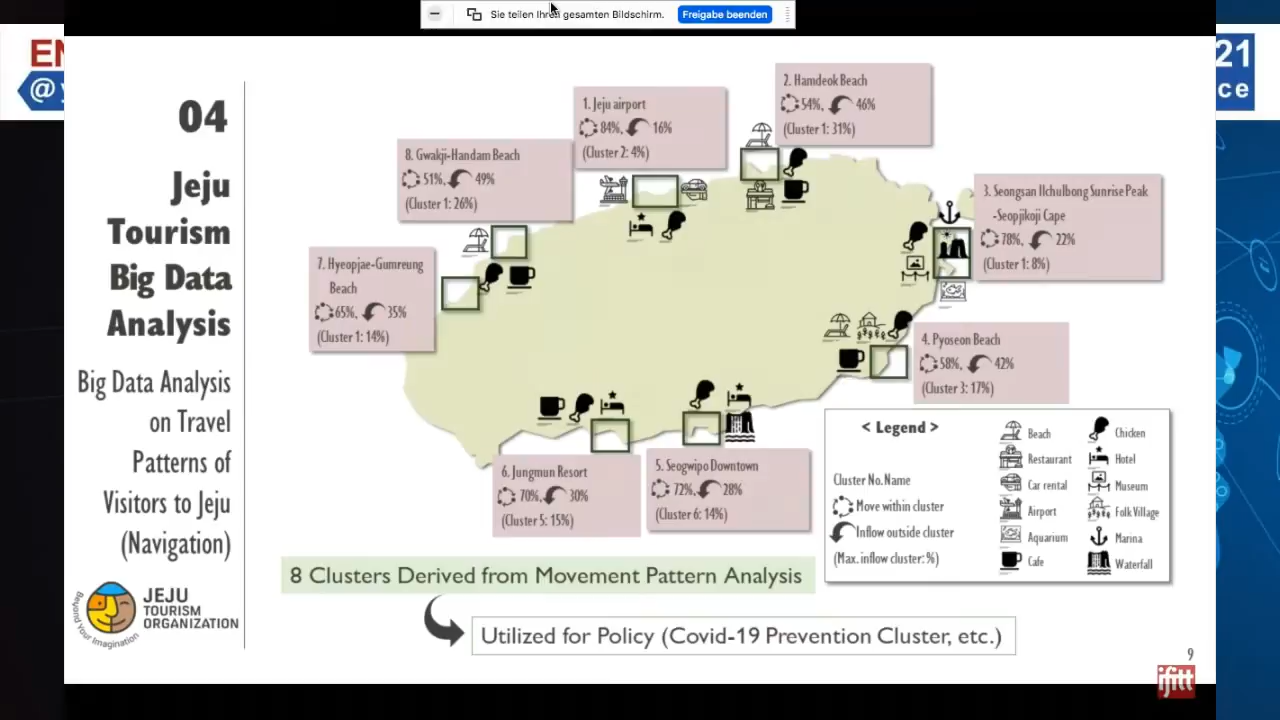 Sie teilen Ihren gesamten Bildschirm.
Freigabe beenden
EN
21
@y
ce
04
Jeju
Tourism
Big Data
Analysis
Big Data Analysis
on Travel
Patterns of
Visitors to Jeju
(Navigation)
Beyond Your Imagination
JEJU
TOURISM
ORGANIZATION
1. Jeju airport
84%, 16%
(Cluster 2: 4%)
2. Hamdeok Beach
54%, 46%
(Cluster 1: 31%)
3. Seongsan Ilchulbong Sunrise Peak
-Seopjikoji Cape
78%, 22%
(Cluster 1: 8%)
4. Pyoseon Beach
58%, 42%
(Cluster 3: 17%)
5. Seogwipo Downtown
72%, 28%
(Cluster 6: 14%)
6. Jungmun Resort
70%, 30%
(Cluster 5: 15%)
7. Hyeopjae-Gumreung
Beach
65%, 35%
(Cluster 1: 14%)
8. Gwakji-Handam Beach
51%, 49%
(Cluster 1: 26%)
< Legend >
Cluster No. Name
Move within cluster
Inflow outside cluster
(Max. inflow cluster: %)
Beach
Restaurant
Car rental
Airport
Aquarium
Cafe
Chicken
Hotel
Museum
Folk Village
Marina
Waterfall
8 Clusters Derived from Movement Pattern Analysis
Utilized for Policy (Covid-19 Prevention Cluster, etc.)
9
ifitt